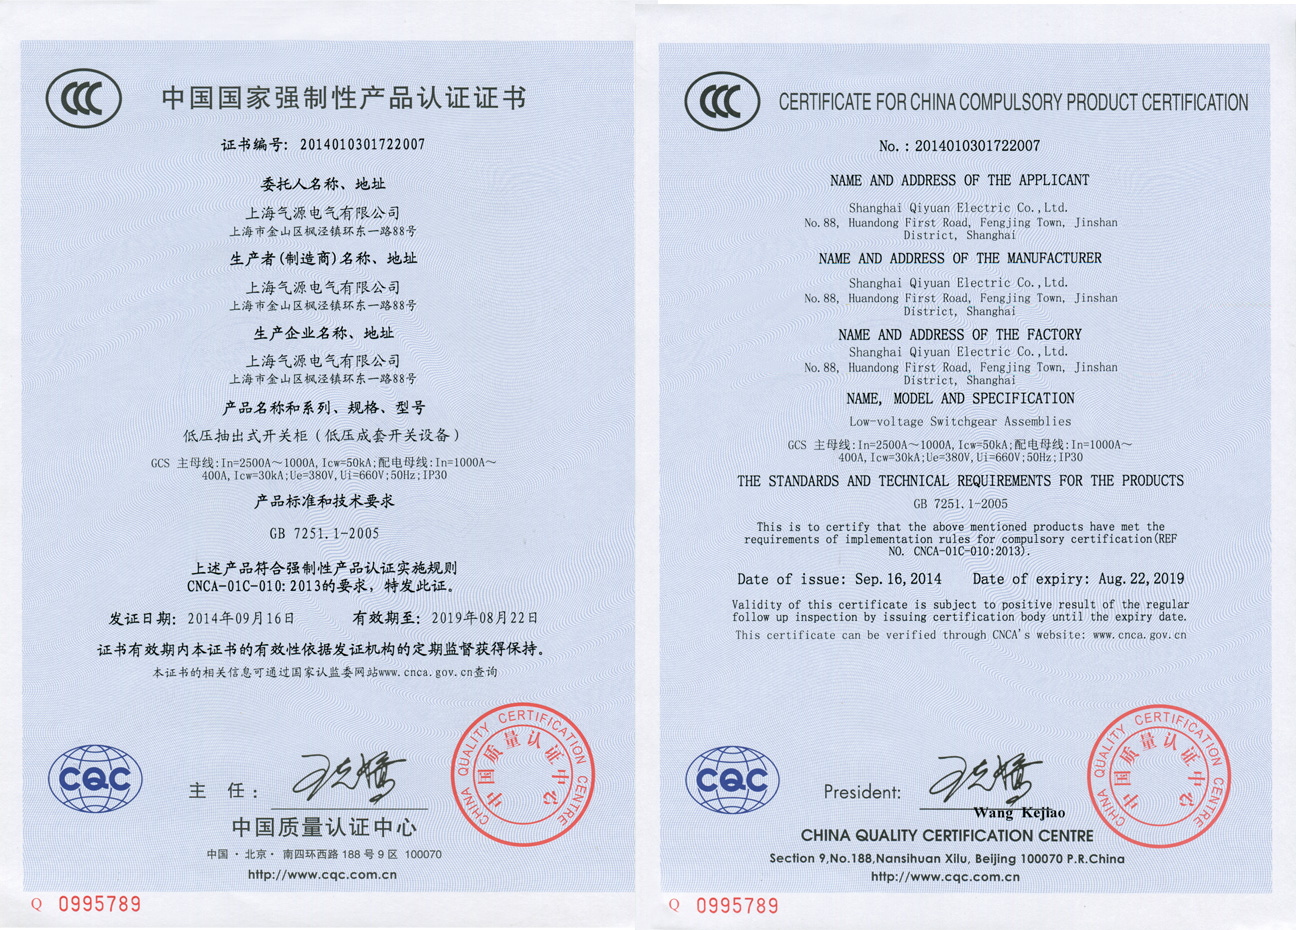 中国国家强制性产品认证证书
证书编号: 2014010301722007
委托人名称、地址
上海气源电气有限公司
上海市金山区枫泾镇环东一路88号
生产者(制造商)名称、地址
上海气源电气有限公司
上海市金山区枫泾镇环东一路88号
生产企业名称、地址
上海气源电气有限公司
上海市金山区枫泾镇环东一路88号
产品名称和系列、规格、型号
低压抽出式开关柜(低压成套开关设备)
GCS 主母线:In=2500A～1000A,Icw=50kA;配电母线:In=1000A～
400A,Icw=30kA;Ue=380V,Ui=660V;50Hz;IP30
产品标准和技术要求
GB 7251.1-2005
上述产品符合强制性产品认证实施规则
CNCA-01C-010:2013的要求，特发此证。
发证日期: 2014年09月16日 有效期至: 2019年08月22日
证书有效期内本证书的有效性依据发证机构的定期监督获得保持。
本证书的相关信息可通过国家认监委网站www.cnca.gov.cn查询
CQC
主 任:
CHINA QUALITY CERTIFICATION CENTRE
中国质量认证中心
中国质量认证中心
中国·北京·南四环西路 188 号 9 区 100070
http://www.cqc.com.cn
Q 0995789
CERTIFICATE FOR CHINA COMPULSORY PRODUCT CERTIFICATION
No. : 2014010301722007
NAME AND ADDRESS OF THE APPLICANT
Shanghai Qiyuan Electric Co.,Ltd.
No.88, Huandong First Road, Fengjing Town, Jinshan
District, Shanghai
NAME AND ADDRESS OF THE MANUFACTURER
Shanghai Qiyuan Electric Co.,Ltd.
No.88, Huandong First Road, Fengjing Town, Jinshan
District, Shanghai
NAME AND ADDRESS OF THE FACTORY
Shanghai Qiyuan Electric Co.,Ltd.
No.88, Huandong First Road, Fengjing Town, Jinshan
District, Shanghai
NAME, MODEL AND SPECIFICATION
Low-voltage Switchgear Assemblies
GCS 主母线:In=2500A～1000A,Icw=50kA;配电母线:In=1000A～
400A,Icw=30kA;Ue=380V,Ui=660V;50Hz;IP30
THE STANDARDS AND TECHNICAL REQUIREMENTS FOR THE PRODUCTS
GB 7251.1-2005
This is to certify that the above mentioned products have met the
requirements of implementation rules for compulsory certification(REF
NO. CNCA-01C-010:2013).
Date of issue: Sep.16,2014 Date of expiry: Aug.22,2019
Validity of this certificate is subject to positive result of the regular
follow up inspection by issuing certification body until the expiry date.
This certificate can be verified through CNCA's website: www.cnca.gov.cn
CQC
President:
Wang Kejiao
CHINA QUALITY CERTIFICATION CENTRE
中国质量认证中心
CHINA QUALITY CERTIFICATION CENTRE
Section 9,No.188,Nansihuan Xilu, Beijing 100070 P.R.China
http://www.cqc.com.cn
Q 0995789